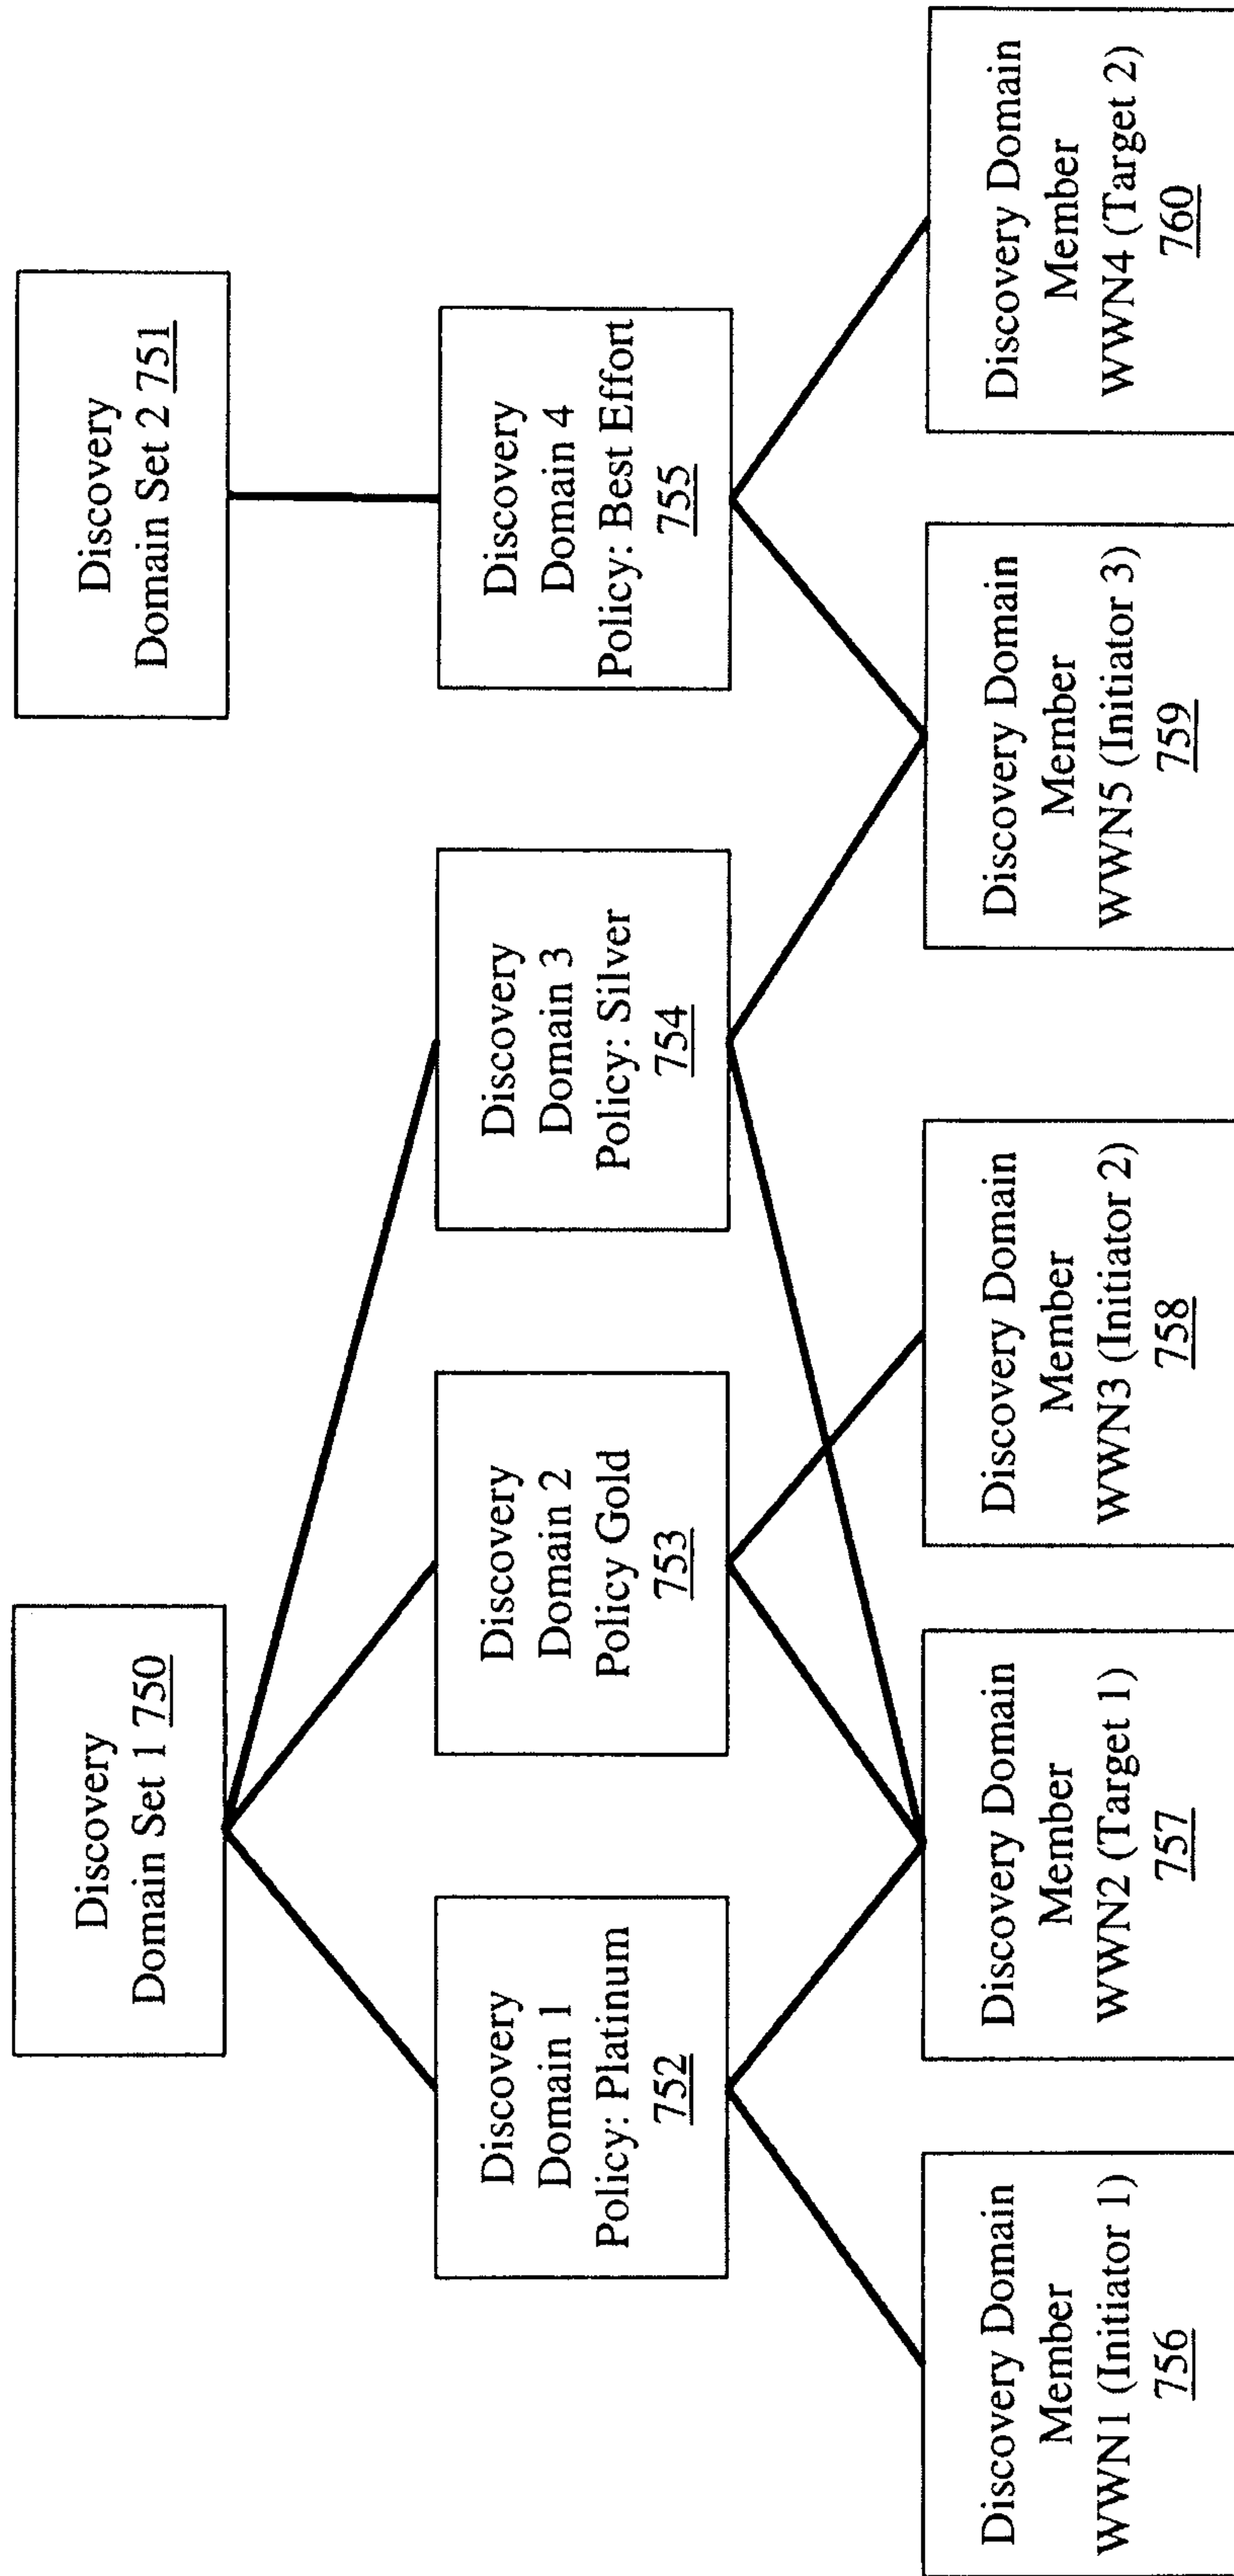 Discovery
Domain Set 1 750
Discovery
Domain Set 2 751
Discovery
Domain 1
Policy: Platinum
752
Discovery
Domain 2
Policy Gold
753
Discovery
Domain 3
Policy: Silver
754
Discovery
Domain 4
Policy: Best Effort
755
Discovery Domain
Member
WWN1 (Initiator 1)
756
Discovery Domain
Member
WWN2 (Target 1)
757
Discovery Domain
Member
WWN3 (Initiator 2)
758
Discovery Domain
Member
WWN5 (Initiator 3)
759
Discovery Domain
Member
WWN4 (Target 2)
760